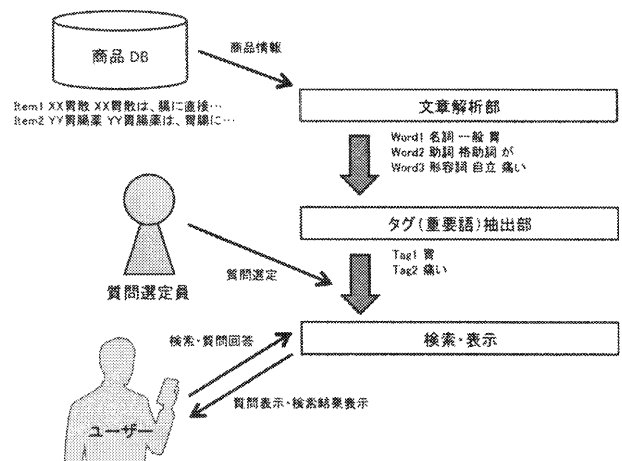 商品 DB
商品情報
Item1 XX胃散 XX胃散は、腸に直接…
Item2 YY胃腸薬 YY胃腸薬は、胃腸に…
文章解析部
Word1 名詞 一般 胃
Word2 助詞 格助詞 が
Word3 形容詞 自立 痛い
タグ(重要語)抽出部
Tag1 胃
Tag2 痛い
質問選定
質問選定員
検索・表示
検索・質問回答
質問表示・検索結果表示
ユーザー